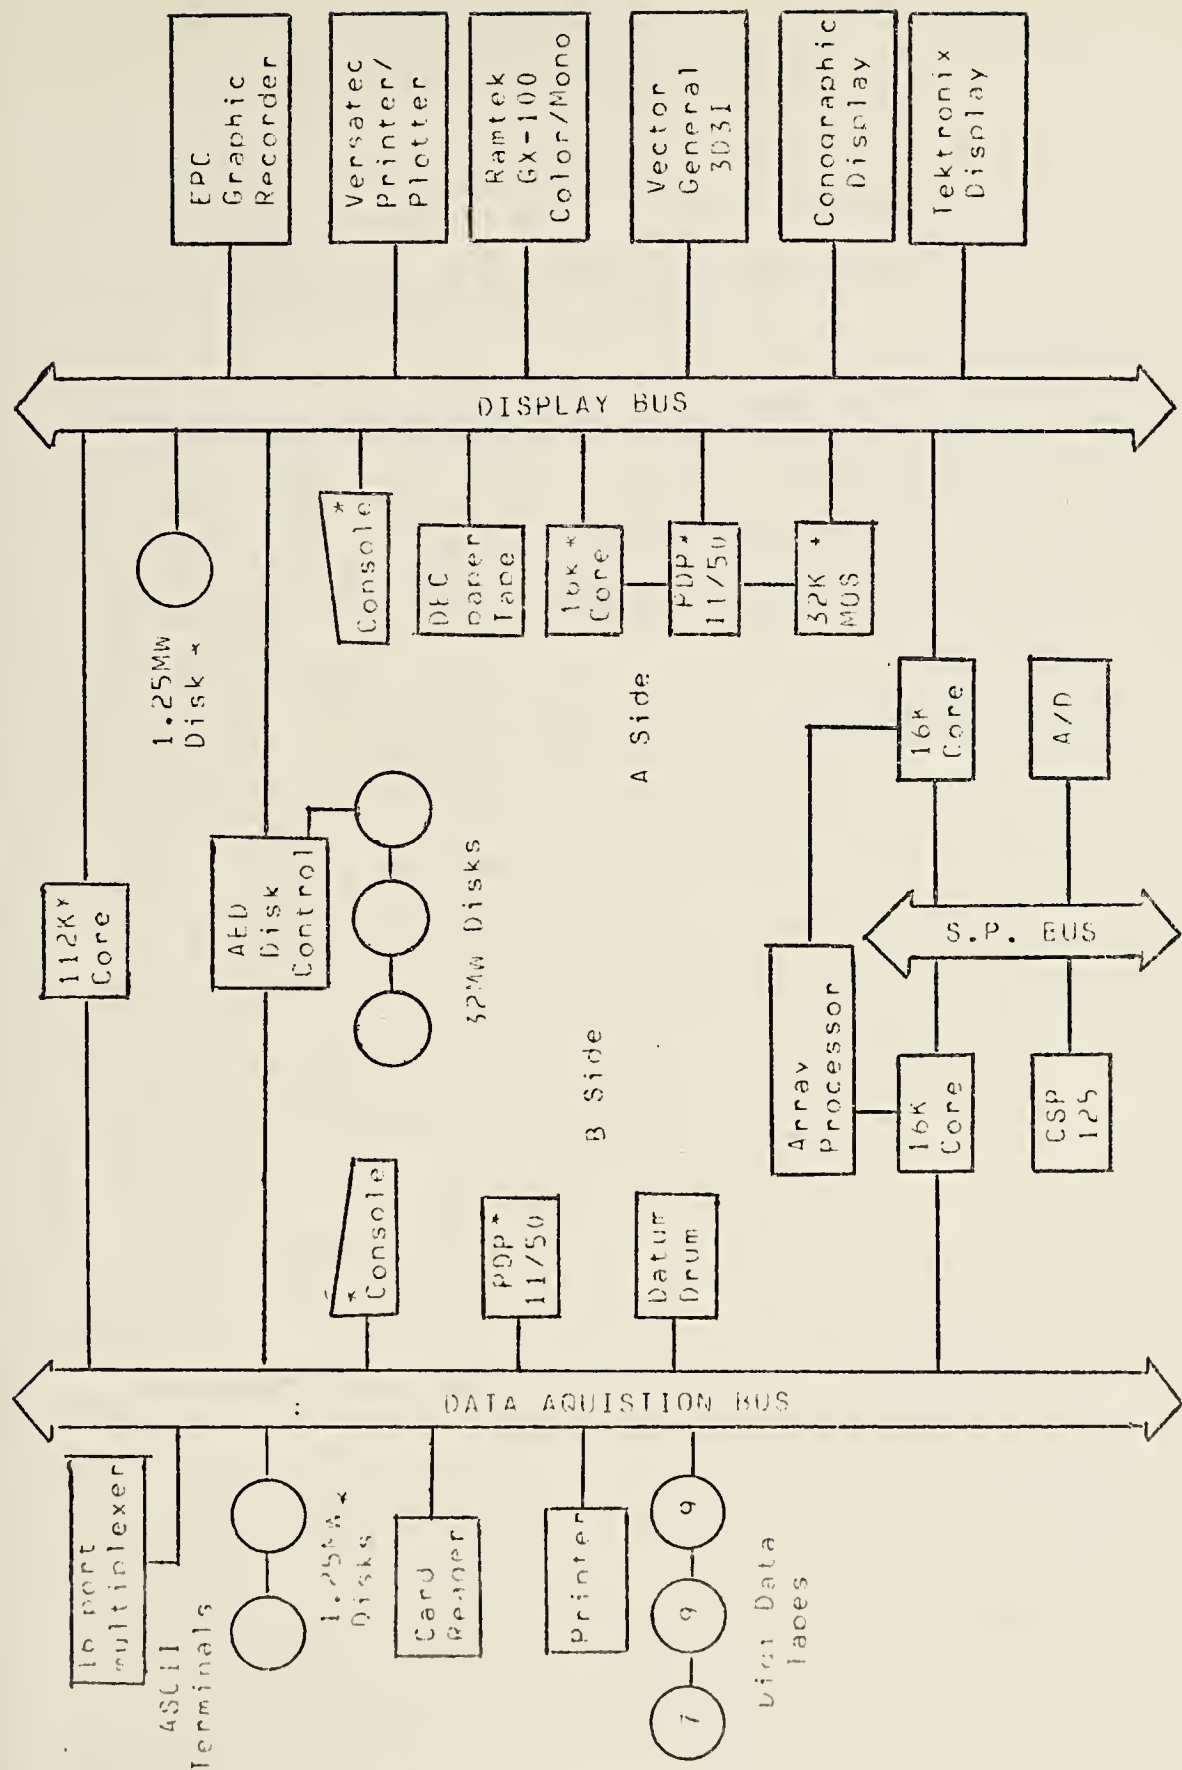 EPC
Graphic
Recorder
Versatec
Printer/
Plotter
Ramtek
GX-100
Color/Mono
Vector
General
3D3I
Conographic
Display
Tektronix
Display
DISPLAY BUS
1.25MW
Disk *
Console *
DEC
paper
Tape
16K *
Core
PDP *
11/50
32K *
MOS
A Side
112K*
Core
AED
Disk
Control
32MW Disks
16K
Core
A/D
Array
Processor
S.P. BUS
B Side
16K
Core
CSP
125
* Console
PDP*
11/50
Datum
Drum
DATA AQUISTION BUS
16 port
multiplexer
ASCII
Terminals
1.25MW *
Disks
Card
Reader
Printer
9
9
7
Digi Data
Tapes